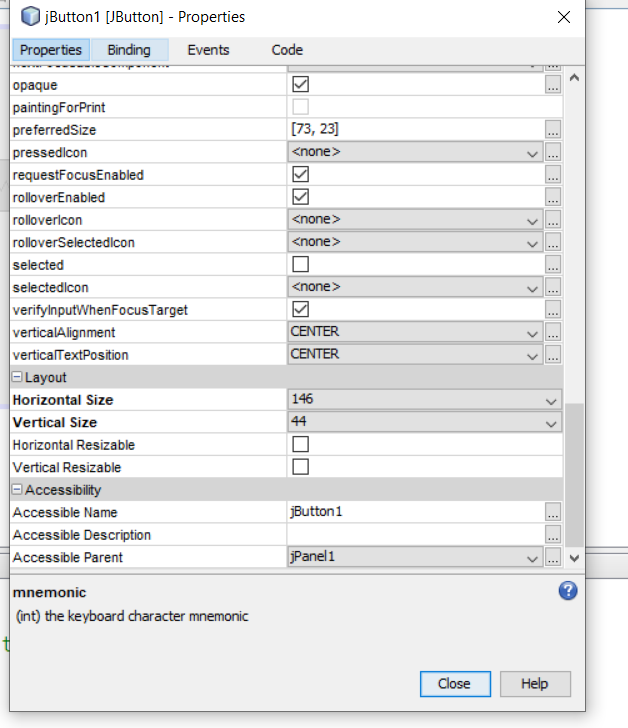 jButton1 [JButton] - Properties
Properties Binding Events Code
opaque ...
paintingForPrint
preferredSize [73, 23] ...
pressedIcon <none> ...
requestFocusEnabled ...
rolloverEnabled ...
rolloverIcon <none> ...
rolloverSelectedIcon <none> ...
selected ...
selectedIcon <none> ...
verifyInputWhenFocusTarget ...
verticalAlignment CENTER ...
verticalTextPosition CENTER ...
Layout
Horizontal Size 146
Vertical Size 44
Horizontal Resizable
Vertical Resizable
Accessibility
Accessible Name jButton1 ...
Accessible Description ...
Accessible Parent jPanel1 ...
mnemonic ?
(int) the keyboard character mnemonic
t
Close Help